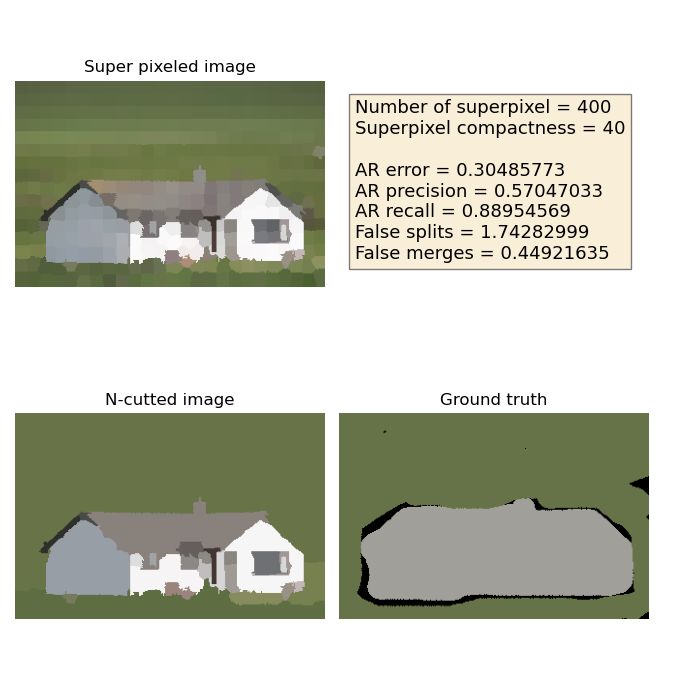 Super pixeled image
Number of superpixel = 400
Superpixel compactness = 40
AR error = 0.30485773
AR precision = 0.57047033
AR recall = 0.88954569
False splits = 1.74282999
False merges = 0.44921635
N-cutted image
Ground truth